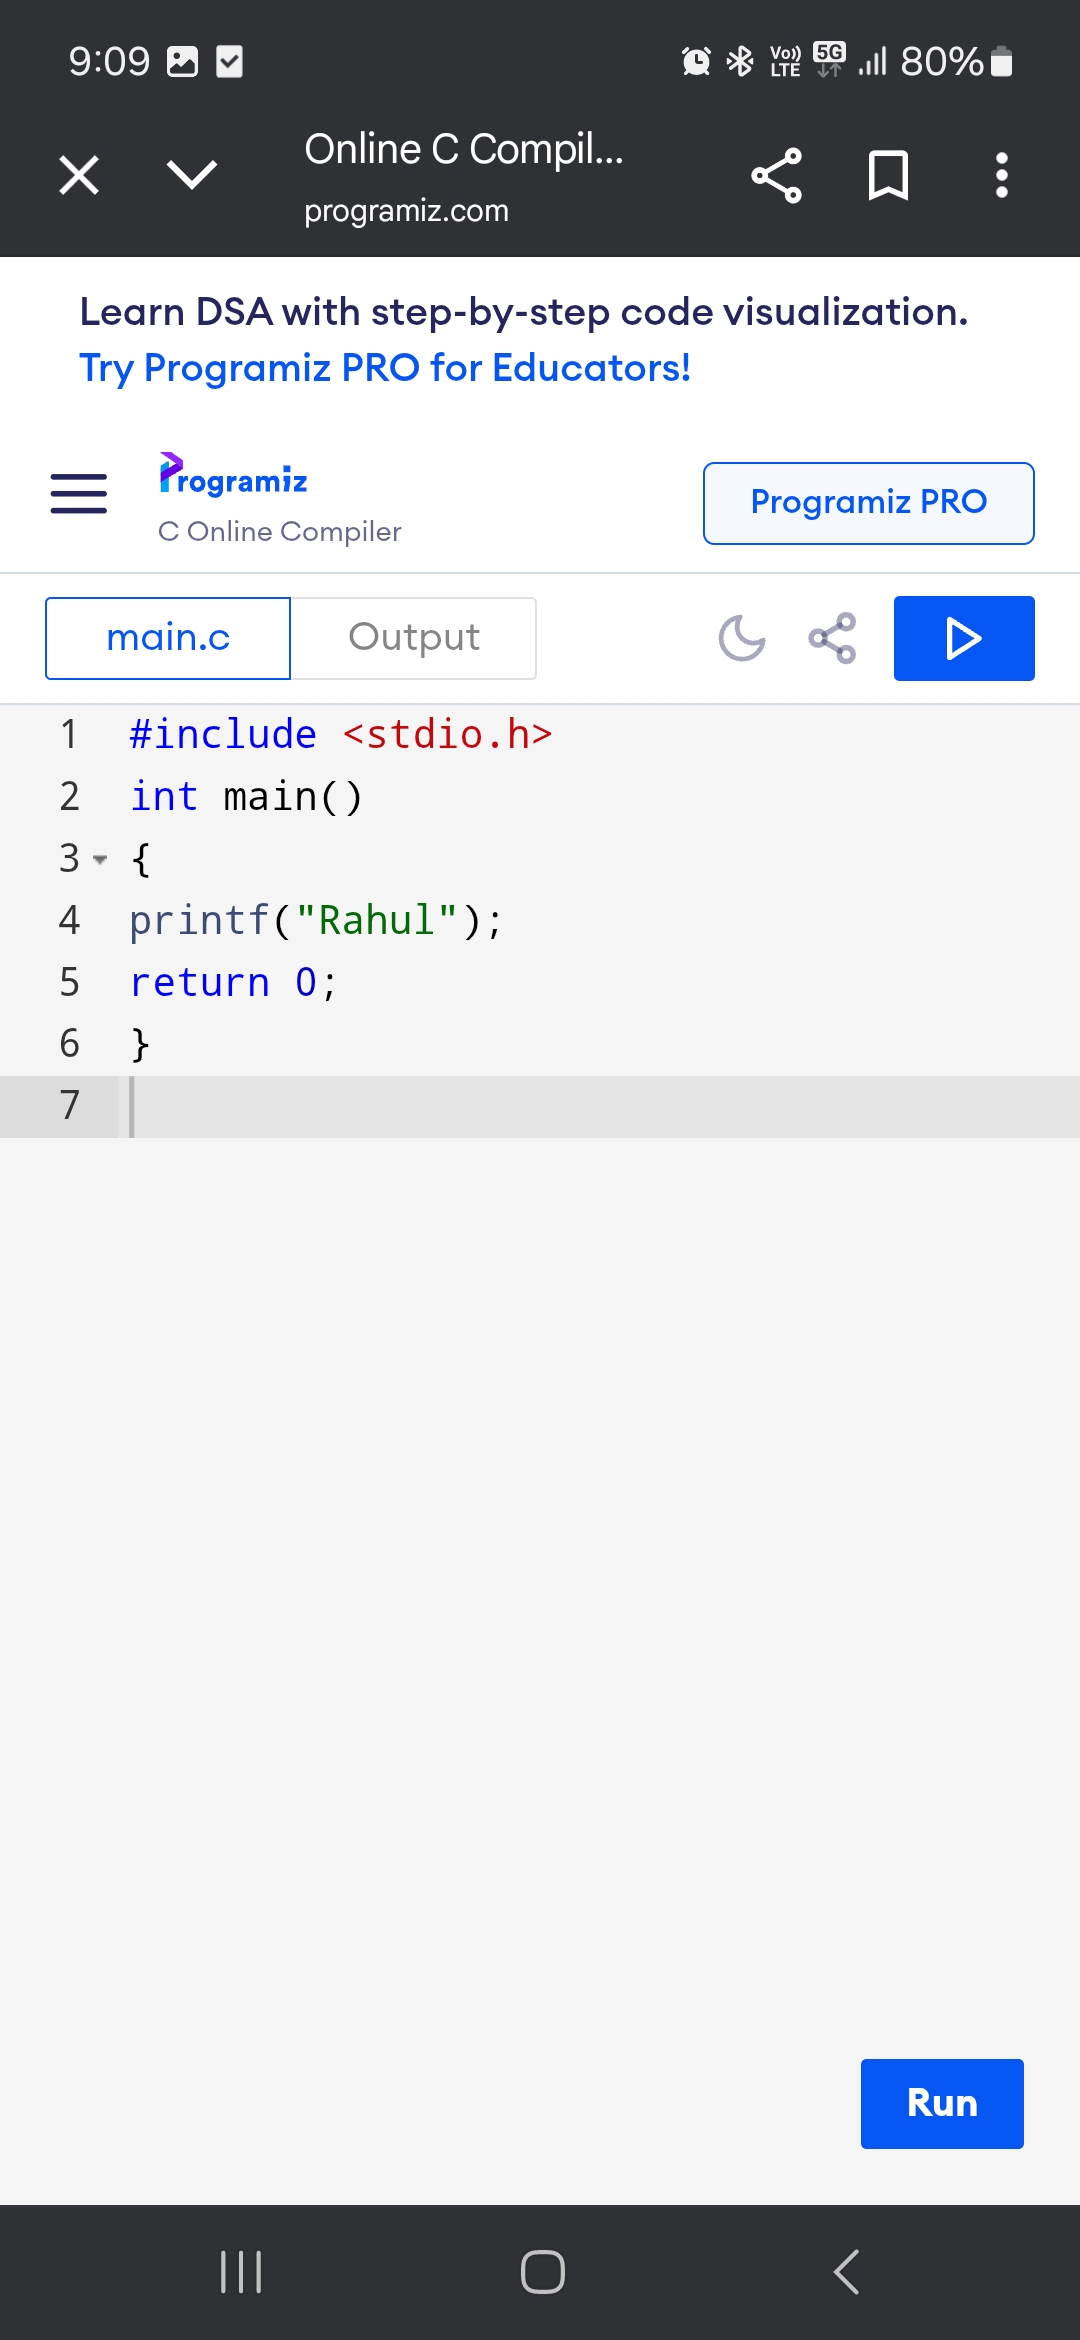 9:09 Vo)) LTE 5G 80%
Online C Compil...
programiz.com
Learn DSA with step-by-step code visualization.
Try Programiz PRO for Educators!
Programiz
C Online Compiler
Programiz PRO
main.c Output
1 #include <stdio.h>
2 int main()
3 {
4 printf("Rahul");
5 return 0;
6 }
7
Run